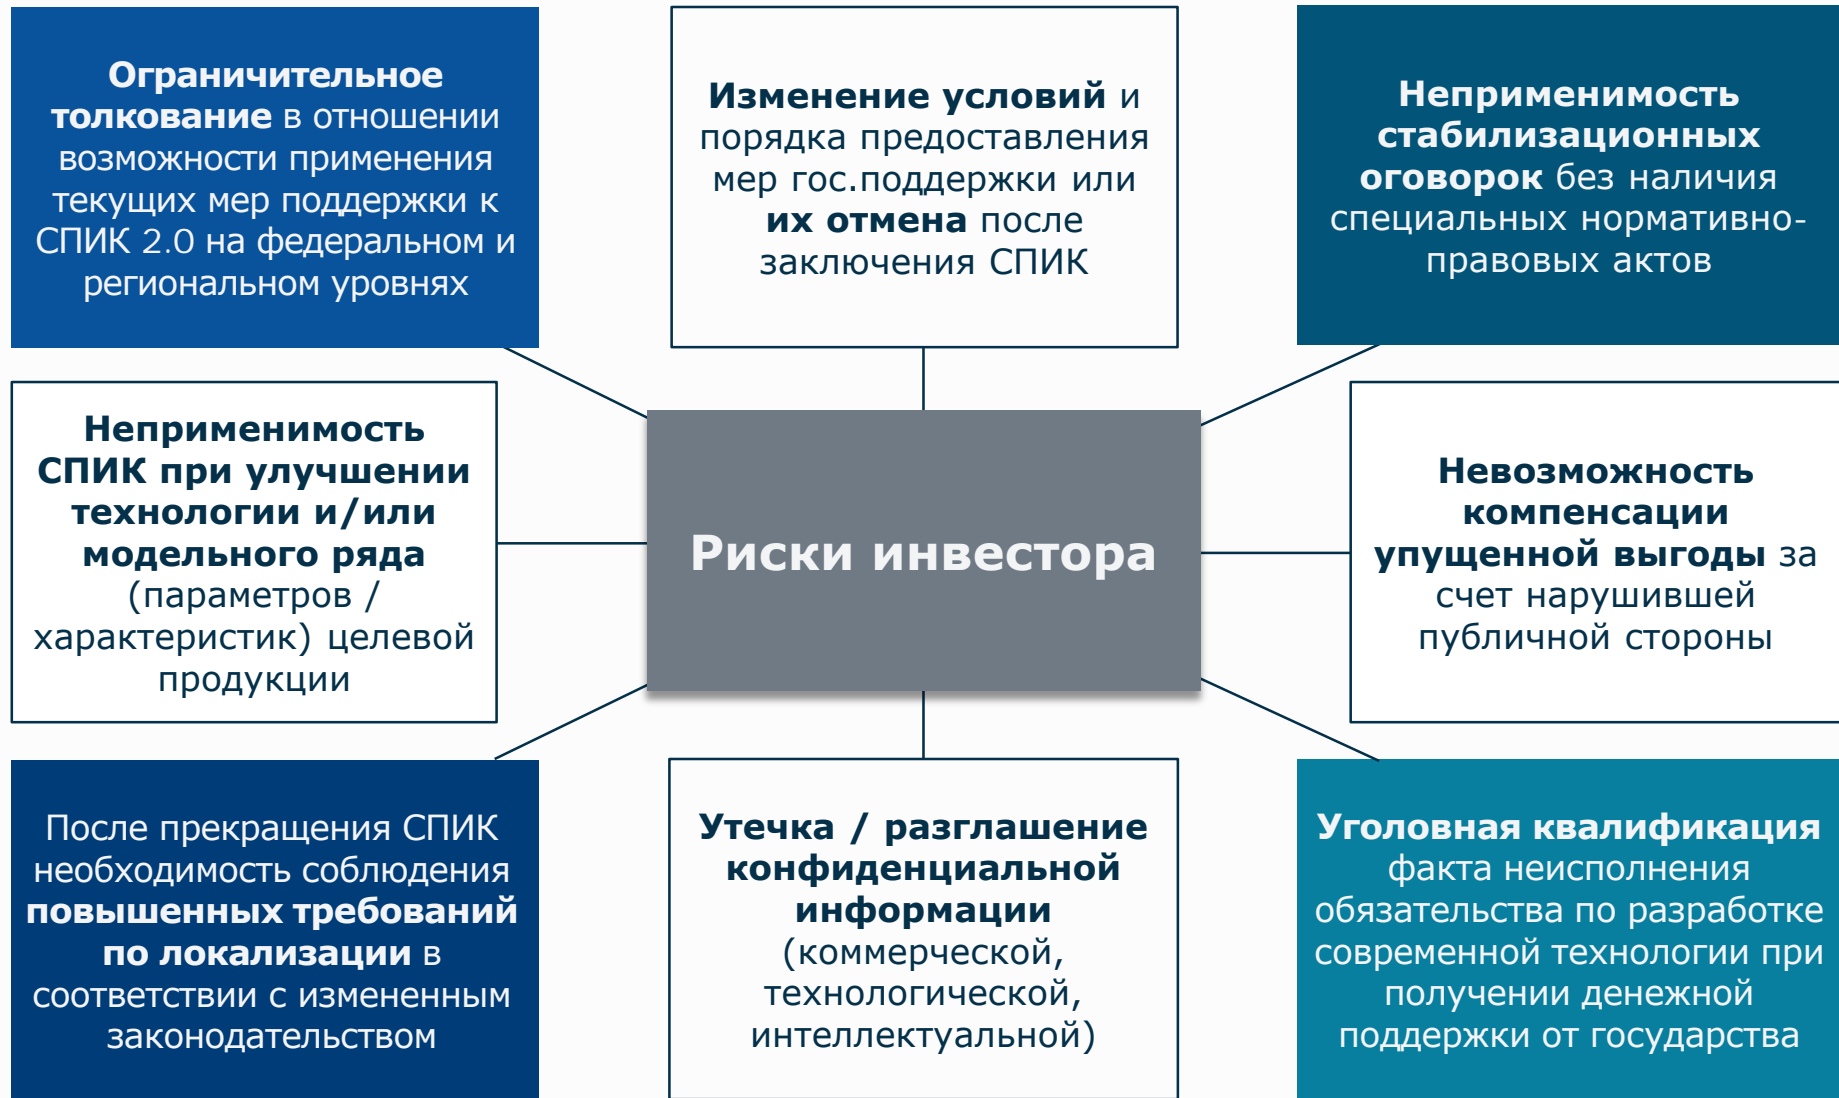 Ограничительное
толкование в отношении
возможности применения
текущих мер поддержки к
СПИК 2.0 на федеральном и
региональном уровнях
Изменение условий и
порядка предоставления
мер гос.поддержки или
их отмена после
заключения СПИК
Неприменимость
стабилизационных
оговорок без наличия
специальных нормативно-
правовых актов
Неприменимость
СПИК при улучшении
технологии и/или
модельного ряда
(параметров /
характеристик) целевой
продукции
Риски инвестора
Невозможность
компенсации
упущенной выгоды за
счет нарушившей
публичной стороны
После прекращения СПИК
необходимость соблюдения
повышенных требований
по локализации в
соответствии с измененным
законодательством
Утечка / разглашение
конфиденциальной
информации
(коммерческой,
технологической,
интеллектуальной)
Уголовная квалификация
факта неисполнения
обязательства по разработке
современной технологии при
получении денежной
поддержки от государства